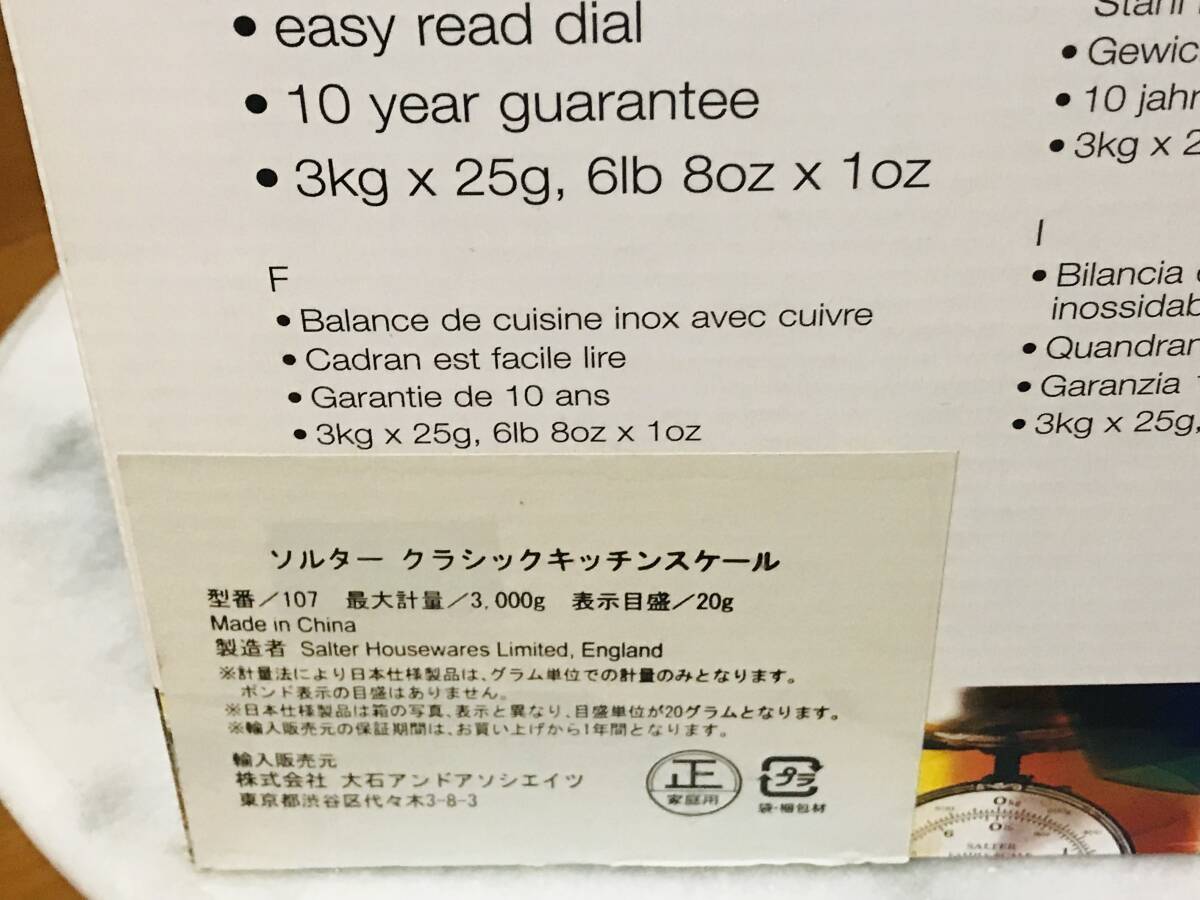 • easy read dial
• 10 year guarantee
• 3kg x 25g, 6lb 8oz x 1oz
F
• Balance de cuisine inox avec cuivre
• Cadran est facile lire
• Garantie de 10 ans
• 3kg x 25g, 6lb 8oz x 1oz
• Gewic
• 10 jahr
• 3kg x 2
I
• Bilancia
inossidab
• Quandran
• Garanzia
• 3kg x 25g,
ソルター クラシックキッチンスケール
型番/107 最大計量/3,000g 表示目盛/20g
Made in China
製造者 Salter Housewares Limited, England
※計量法により日本仕様製品は、グラム単位での計量のみとなります。
ポンド表示の目盛はありません。
※日本仕様製品は箱の写真、表示と異なり、目盛単位が20グラムとなります。
※輸入販売元の保証期間は、お買い上げから1年間となります。
輸入販売元
株式会社 大石アンドアソシエイツ
東京都渋谷区代々木3-8-3
正
家庭用
プラ
袋・梱包材
0kg
SALTER